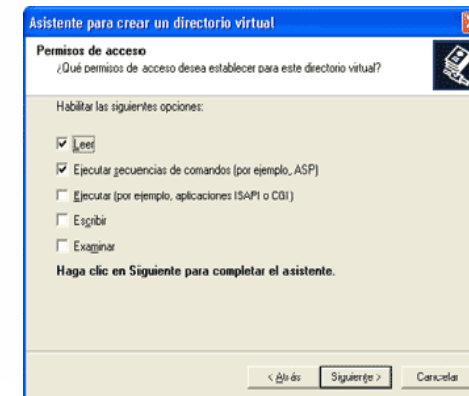 Asistente para crear un directorio virtual
Permisos de acceso
¿Qué permisos de acceso desea establecer para este directorio virtual?
Habilitar las siguientes opciones:
Leer
Ejecutar secuencias de comandos (por ejemplo, ASP)
Ejecutar (por ejemplo, aplicaciones ISAPI o CGI)
Escribir
Examinar
Haga clic en Siguiente para completar el asistente.
< Atrás Siguiente > Cancelar